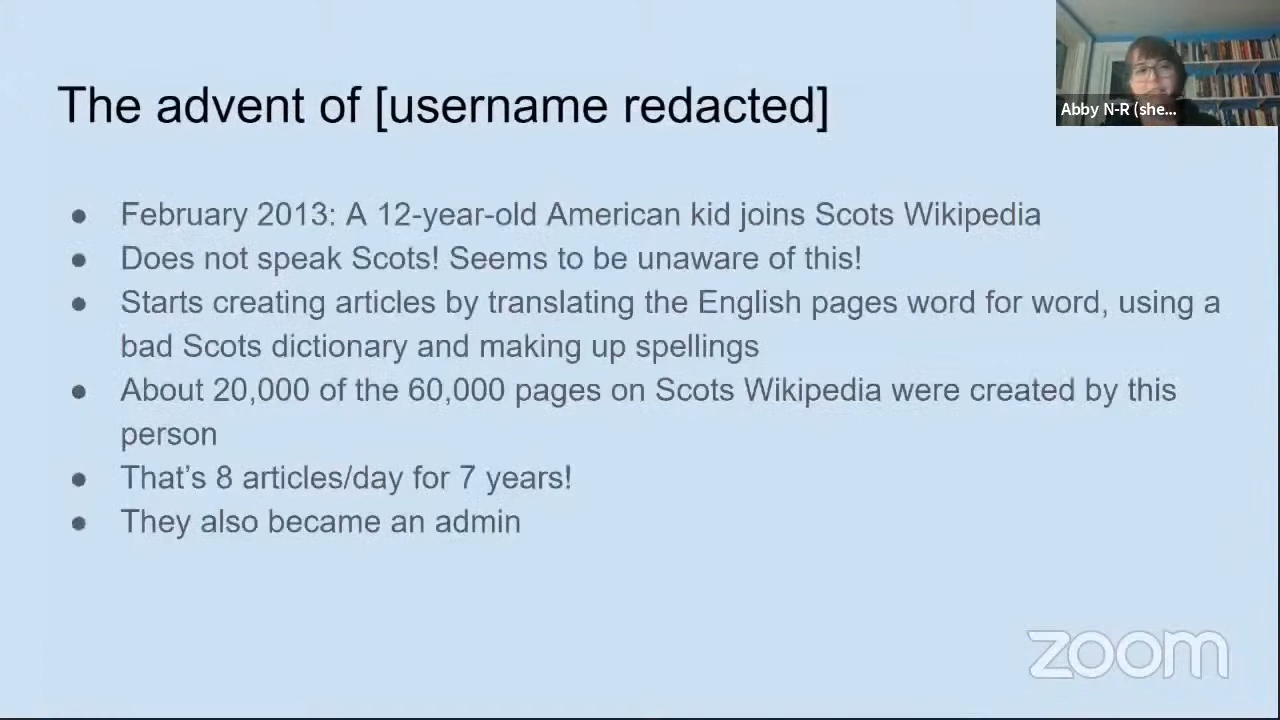 The advent of [username redacted]
Abby N-R (she...
● February 2013: A 12-year-old American kid joins Scots Wikipedia
● Does not speak Scots! Seems to be unaware of this!
● Starts creating articles by translating the English pages word for word, using a
bad Scots dictionary and making up spellings
● About 20,000 of the 60,000 pages on Scots Wikipedia were created by this
person
● That’s 8 articles/day for 7 years!
● They also became an admin
zoom